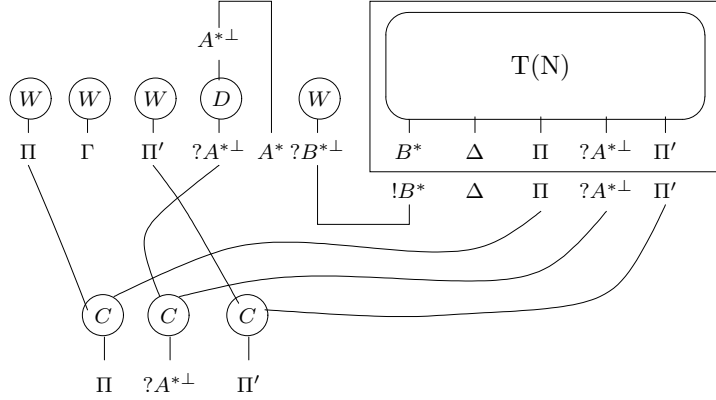 A*⊥
T(N)
W W W D W
Π Γ Π′ ?A*⊥ A* ?B*⊥ B* Δ Π ?A*⊥ Π′
!B* Δ Π ?A*⊥ Π′
C C C
Π ?A*⊥ Π′